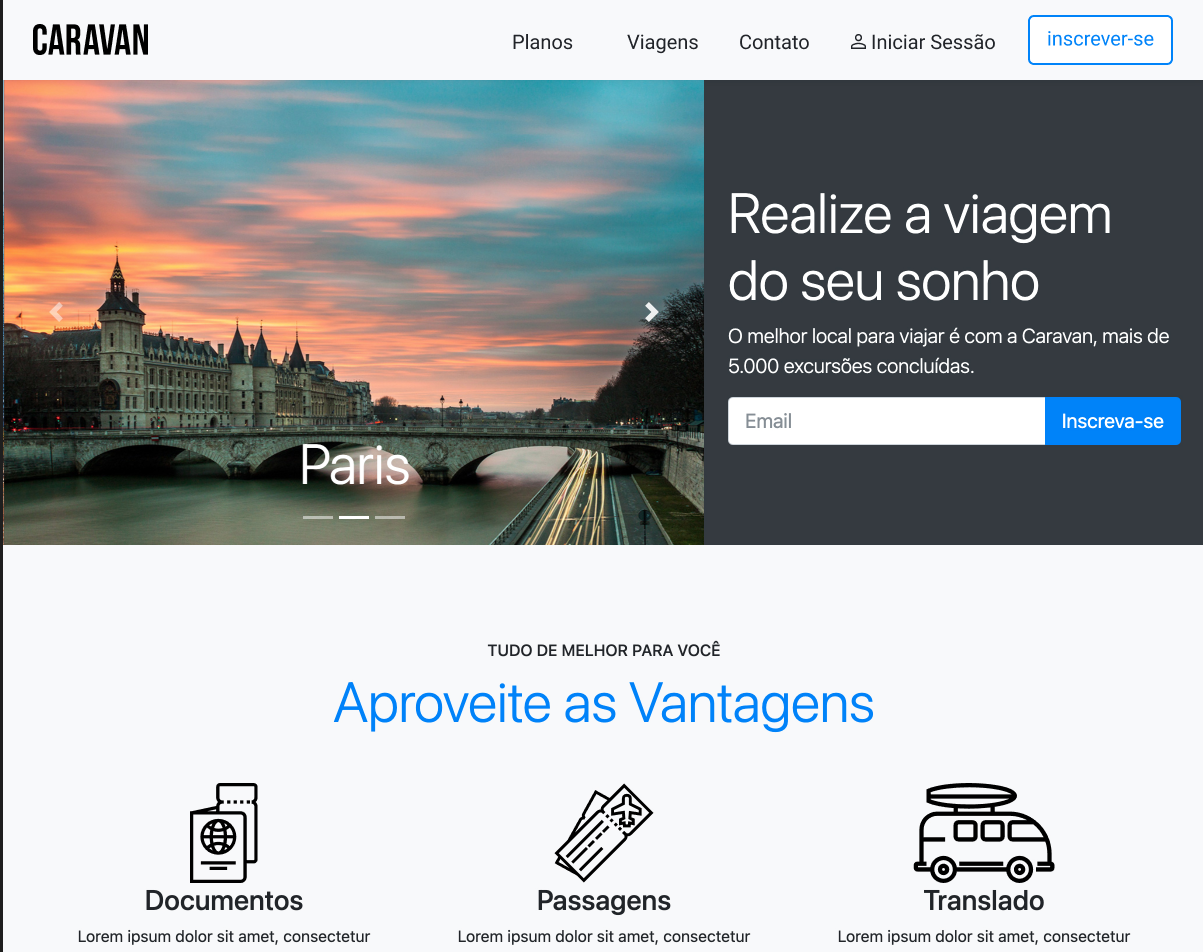 CARAVAN
Planos
Viagens
Contato
Iniciar Sessão
inscrever-se
Realize a viagem
do seu sonho
O melhor local para viajar é com a Caravan, mais de
5.000 excursões concluídas.
Email
Inscreva-se
Paris
TUDO DE MELHOR PARA VOCÊ
Aproveite as Vantagens
Documentos
Lorem ipsum dolor sit amet, consectetur
Passagens
Lorem ipsum dolor sit amet, consectetur
Translado
Lorem ipsum dolor sit amet, consectetur